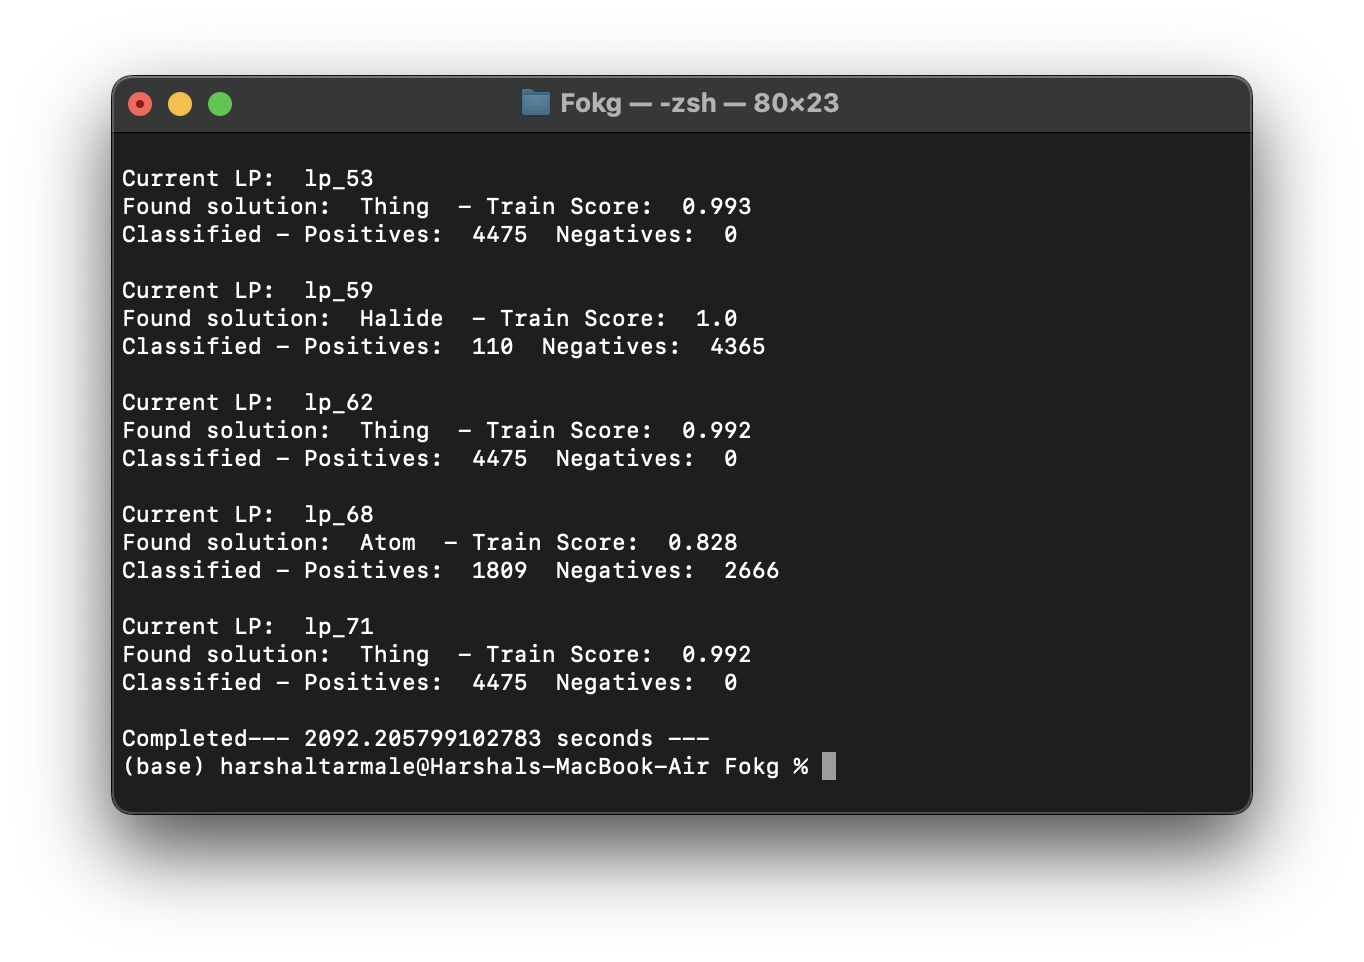 Fokg — -zsh — 80×23
Current LP:  lp_53
Found solution:  Thing  - Train Score:  0.993
Classified - Positives:  4475  Negatives:  0
Current LP:  lp_59
Found solution:  Halide  - Train Score:  1.0
Classified - Positives:  110  Negatives:  4365
Current LP:  lp_62
Found solution:  Thing  - Train Score:  0.992
Classified - Positives:  4475  Negatives:  0
Current LP:  lp_68
Found solution:  Atom  - Train Score:  0.828
Classified - Positives:  1809  Negatives:  2666
Current LP:  lp_71
Found solution:  Thing  - Train Score:  0.992
Classified - Positives:  4475  Negatives:  0
Completed--- 2092.205799102783 seconds ---
(base) harshaltarmale@Harshals-MacBook-Air Fokg %